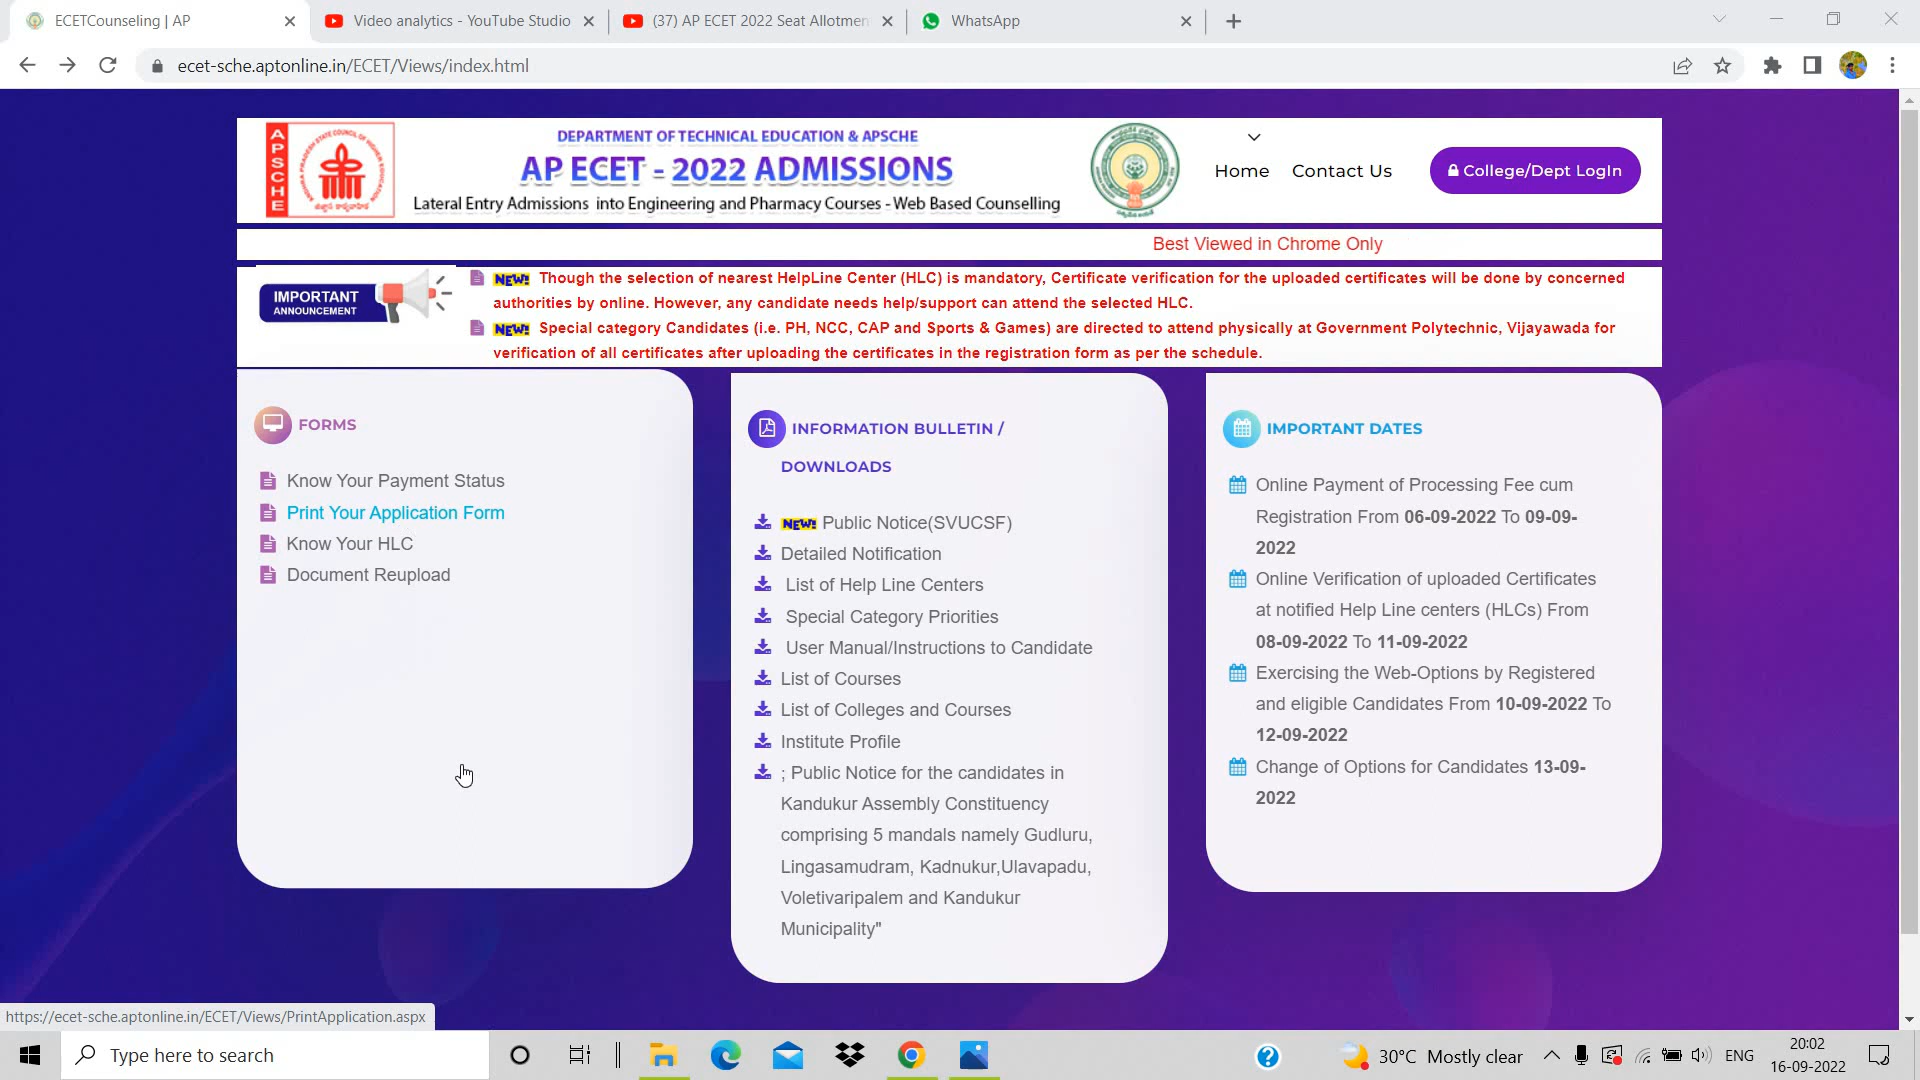 ECETCounseling | AP
Video analytics - YouTube Studio
(37) AP ECET 2022 Seat Allotmen
WhatsApp
ecet-sche.aptonline.in/ECET/Views/index.html
APSCHE
DEPARTMENT OF TECHNICAL EDUCATION & APSCHE
AP ECET - 2022 ADMISSIONS
Lateral Entry Admissions into Engineering and Pharmacy Courses - Web Based Counselling
Home
Contact Us
College/Dept LogIn
Best Viewed in Chrome Only
IMPORTANT
ANNOUNCEMENT
NEW! Though the selection of nearest HelpLine Center (HLC) is mandatory, Certificate verification for the uploaded certificates will be done by concerned
authorities by online. However, any candidate needs help/support can attend the selected HLC.
NEW! Special category Candidates (i.e. PH, NCC, CAP and Sports & Games) are directed to attend physically at Government Polytechnic, Vijayawada for
verification of all certificates after uploading the certificates in the registration form as per the schedule.
FORMS
Know Your Payment Status
Print Your Application Form
Know Your HLC
Document Reupload
INFORMATION BULLETIN /
DOWNLOADS
NEW! Public Notice(SVUCSF)
Detailed Notification
List of Help Line Centers
Special Category Priorities
User Manual/Instructions to Candidate
List of Courses
List of Colleges and Courses
Institute Profile
; Public Notice for the candidates in
Kandukur Assembly Constituency
comprising 5 mandals namely Gudluru,
Lingasamudram, Kadnukur,Ulavapadu,
Voletivaripalem and Kandukur
Municipality"
IMPORTANT DATES
Online Payment of Processing Fee cum
Registration From 06-09-2022 To 09-09-
2022
Online Verification of uploaded Certificates
at notified Help Line centers (HLCs) From
08-09-2022 To 11-09-2022
Exercising the Web-Options by Registered
and eligible Candidates From 10-09-2022 To
12-09-2022
Change of Options for Candidates 13-09-
2022
https://ecet-sche.aptonline.in/ECET/Views/PrintApplication.aspx
Type here to search
30°C Mostly clear
ENG
20:02
16-09-2022